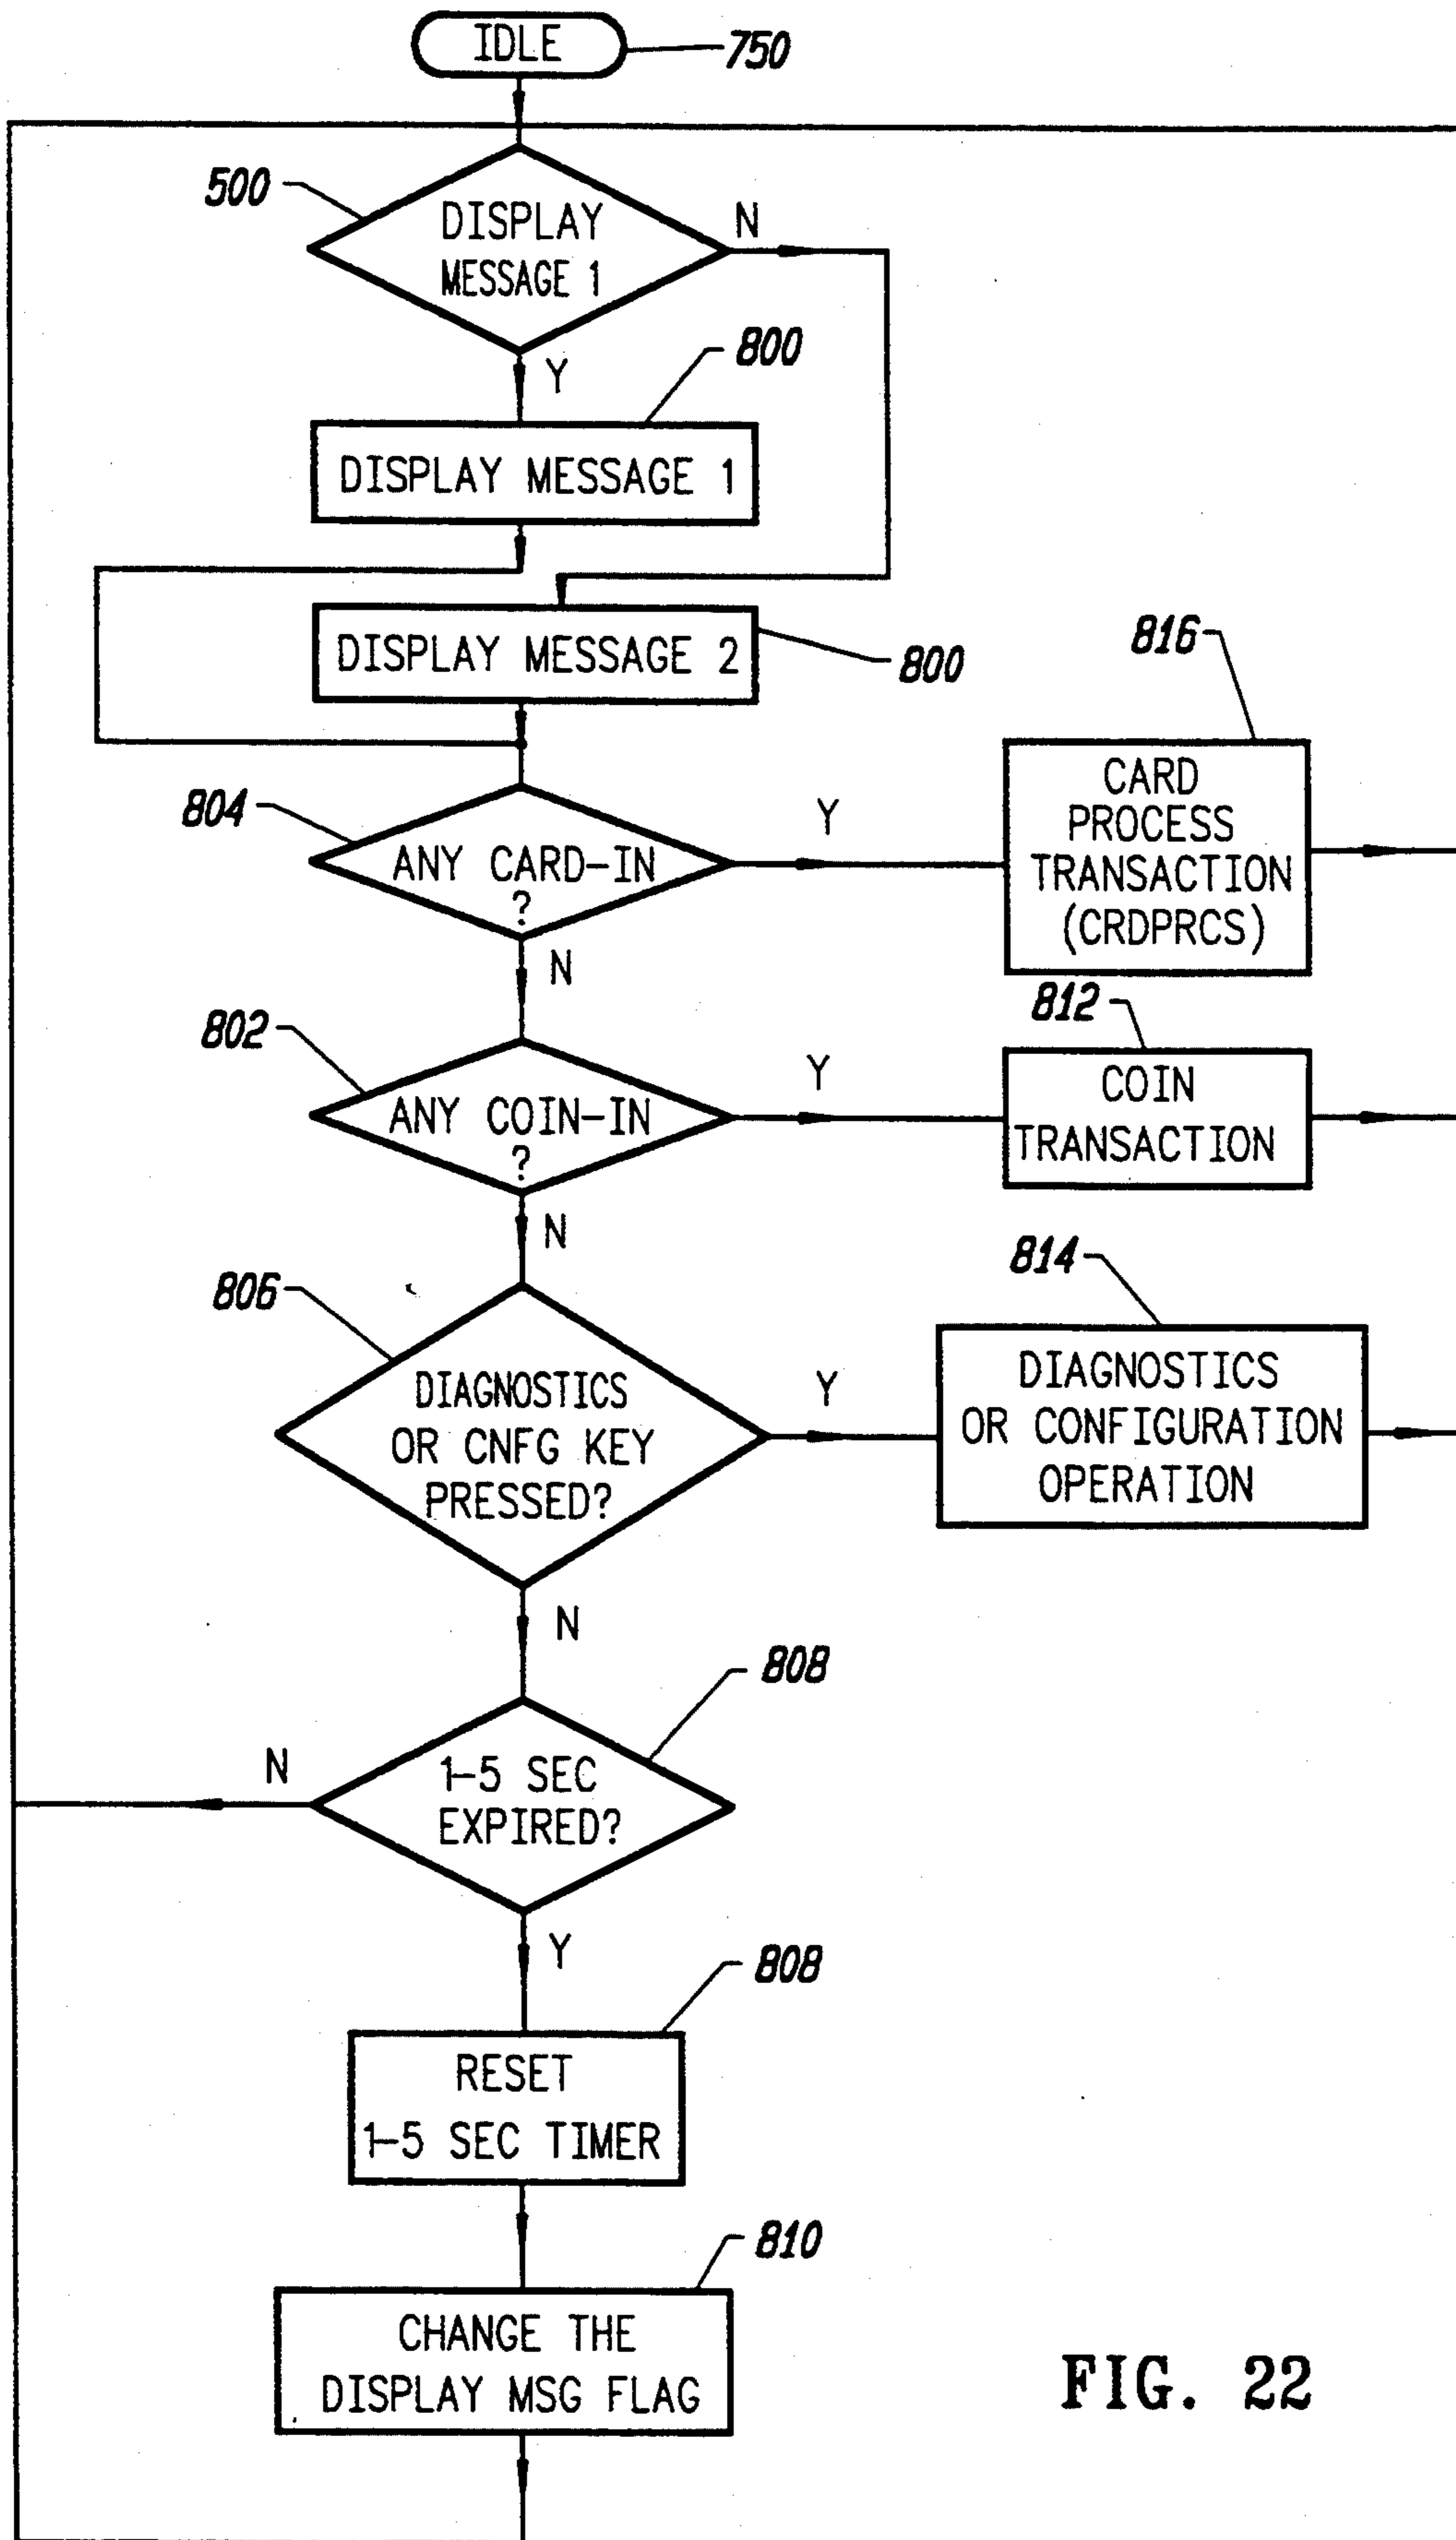 IDLE
750
500
DISPLAY
MESSAGE 1
N
Y
800
DISPLAY MESSAGE 1
DISPLAY MESSAGE 2
800
816
804
ANY CARD-IN
?
Y
CARD
PROCESS
TRANSACTION
(CRDPRCS)
N
802
ANY COIN-IN
?
Y
812
COIN
TRANSACTION
N
806
DIAGNOSTICS
OR CNFG KEY
PRESSED?
Y
814
DIAGNOSTICS
OR CONFIGURATION
OPERATION
N
808
1-5 SEC
EXPIRED?
N
Y
808
RESET
1-5 SEC TIMER
810
CHANGE THE
DISPLAY MSG FLAG
FIG. 22